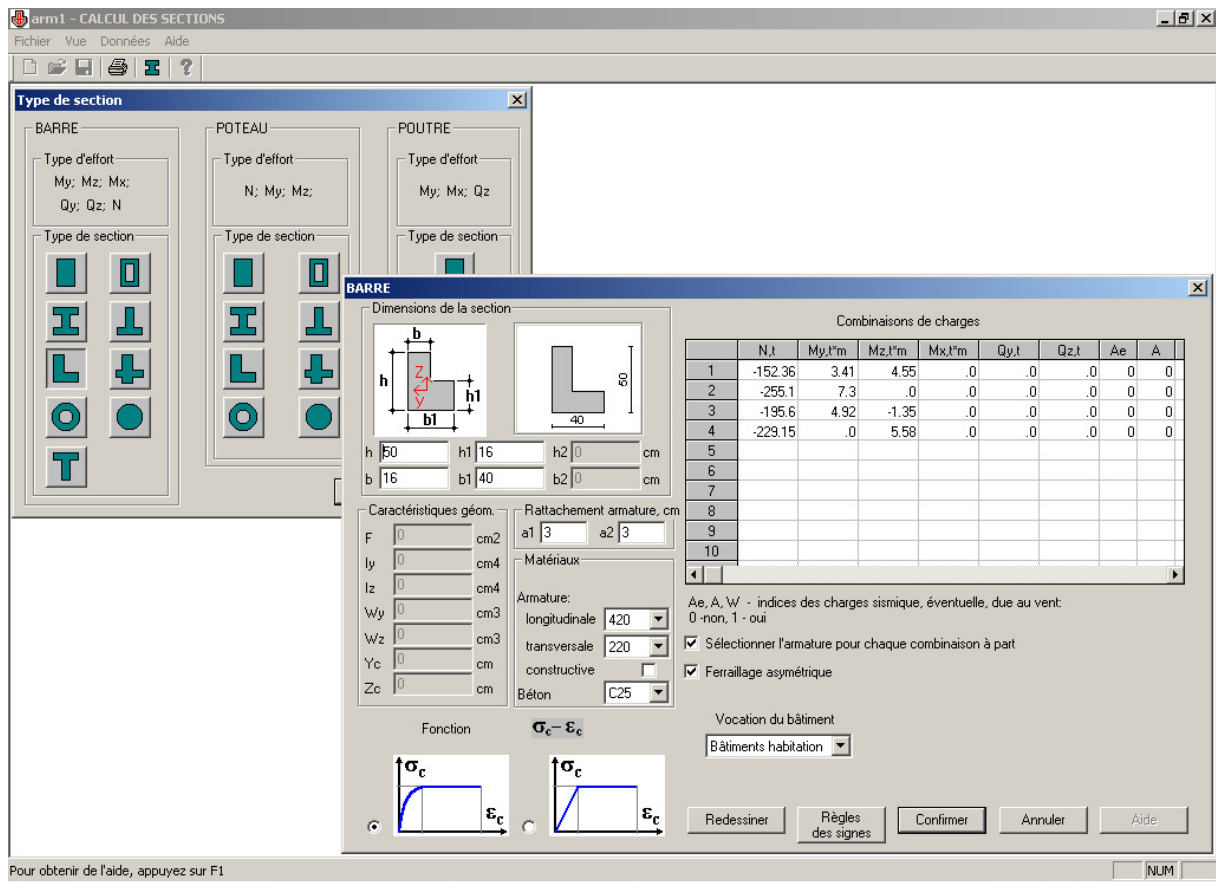 arm1 - CALCUL DES SECTIONS
Fichier Vue Données Aide
Type de section
BARRE
Type d'effort
My; Mz; Mx;
Qy; Qz; N
Type de section
POTEAU
Type d'effort
N; My; Mz;
Type de section
POUTRE
Type d'effort
My; Mx; Qz
Type de section
BARRE
Dimensions de la section
b
h
Z
Y
h1
b1
50
40
h 50 h1 16 h2 0 cm
b 16 b1 40 b2 0 cm
Caractéristiques géom.
F 0 cm2
Iy 0 cm4
Iz 0 cm4
Wy 0 cm3
Wz 0 cm3
Yc 0 cm
Zc 0 cm
Rattachement armature, cm
a1 3 a2 3
Matériaux
Armature:
longitudinale 420
transversale 220
constructive
Béton C25
Fonction σc – εc
σc
εc
σc
εc
Combinaisons de charges
N,t My,t*m Mz,t*m Mx,t*m Qy,t Qz,t Ae A
1 -152.36 3.41 4.55 .0 .0 .0 0 0
2 -255.1 7.3 .0 .0 .0 .0 0 0
3 -195.6 4.92 -1.35 .0 .0 .0 0 0
4 -229.15 .0 5.58 .0 .0 .0 0 0
5
6
7
8
9
10
Ae, A, W - indices des charges sismique, éventuelle, due au vent:
0 -non, 1 - oui
Sélectionner l'armature pour chaque combinaison à part
Ferraillage asymétrique
Vocation du bâtiment
Bâtiments habitation
Redessiner
Règles
des signes
Confirmer
Annuler
Aide
Pour obtenir de l'aide, appuyez sur F1
NUM